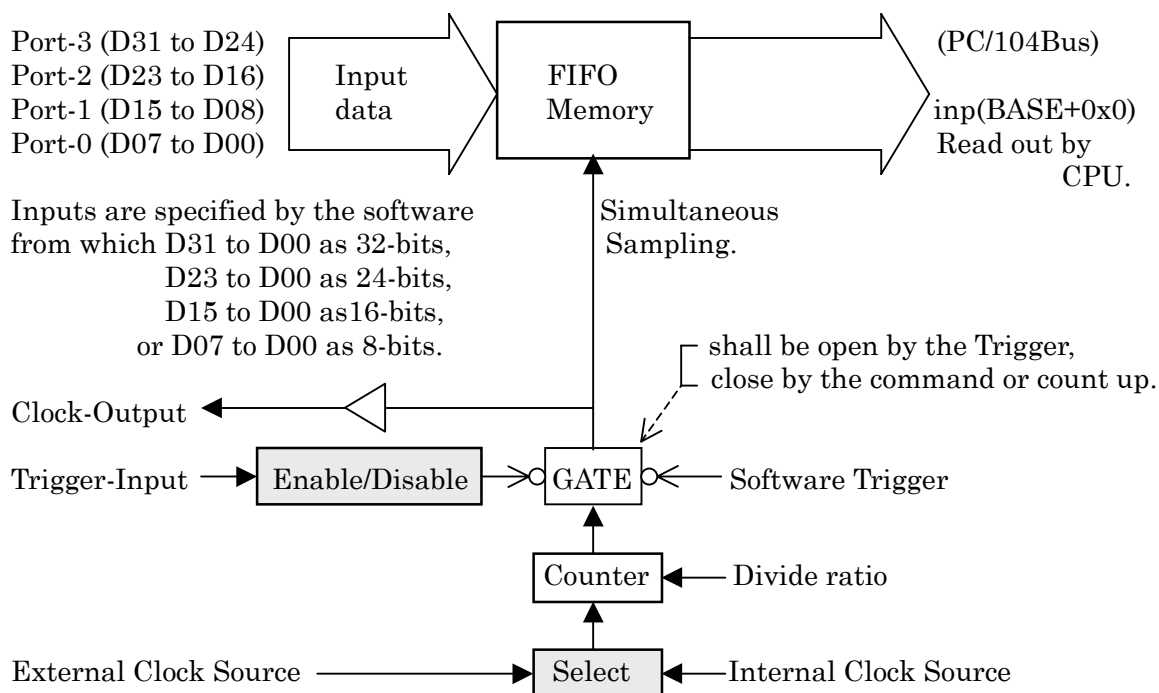 Port-3 (D31 to D24)
Port-2 (D23 to D16)
Port-1 (D15 to D08)
Port-0 (D07 to D00)
Input
data
FIFO
Memory
(PC/104Bus)
inp(BASE+0x0)
Read out by
CPU.
Inputs are specified by the software
from which D31 to D00 as 32-bits,
D23 to D00 as 24-bits,
D15 to D00 as16-bits,
or D07 to D00 as 8-bits.
Simultaneous
Sampling.
shall be open by the Trigger,
close by the command or count up.
Clock-Output
Trigger-Input
Enable/Disable
GATE
Software Trigger
Counter
Divide ratio
External Clock Source
Select
Internal Clock Source